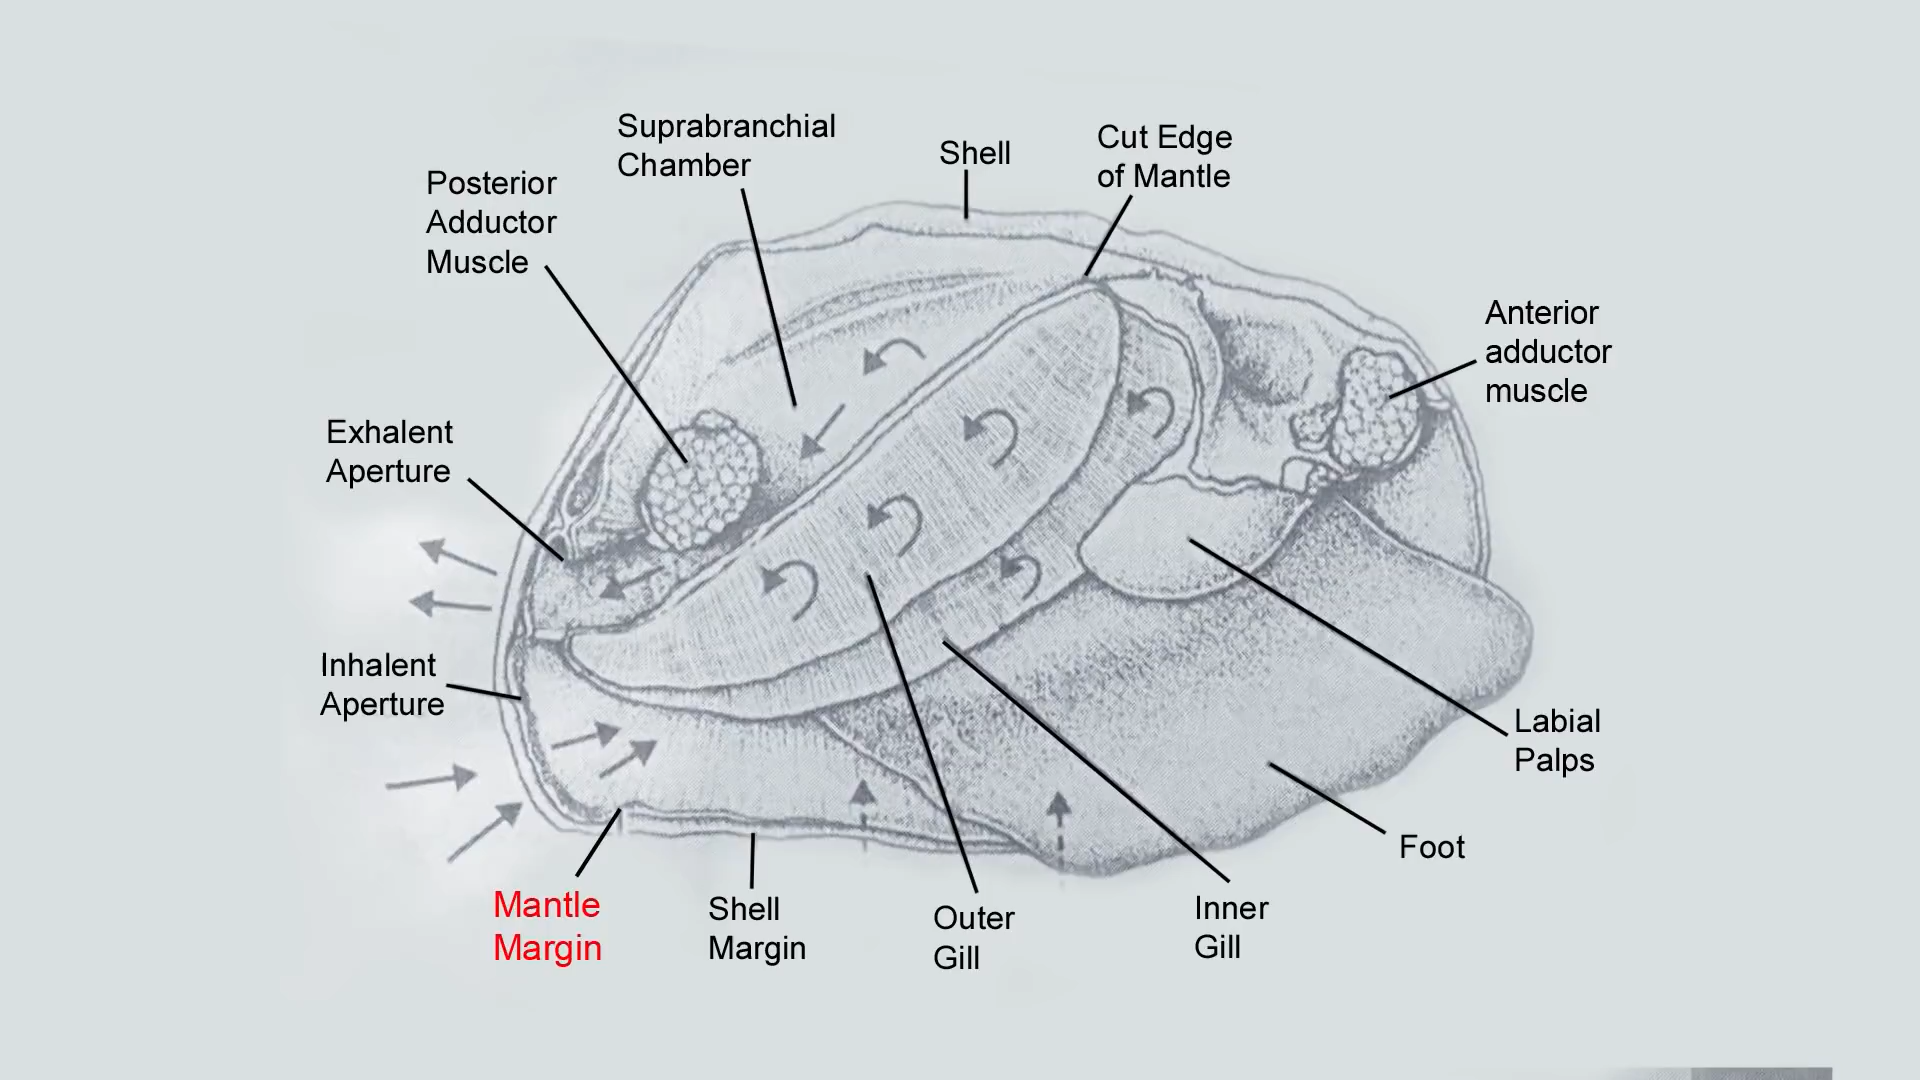 Suprabranchial
Chamber
Shell
Cut Edge
of Mantle
Posterior
Adductor
Muscle
Anterior
adductor
muscle
Exhalent
Aperture
Inhalent
Aperture
Labial
Palps
Foot
Mantle
Margin
Shell
Margin
Outer
Gill
Inner
Gill